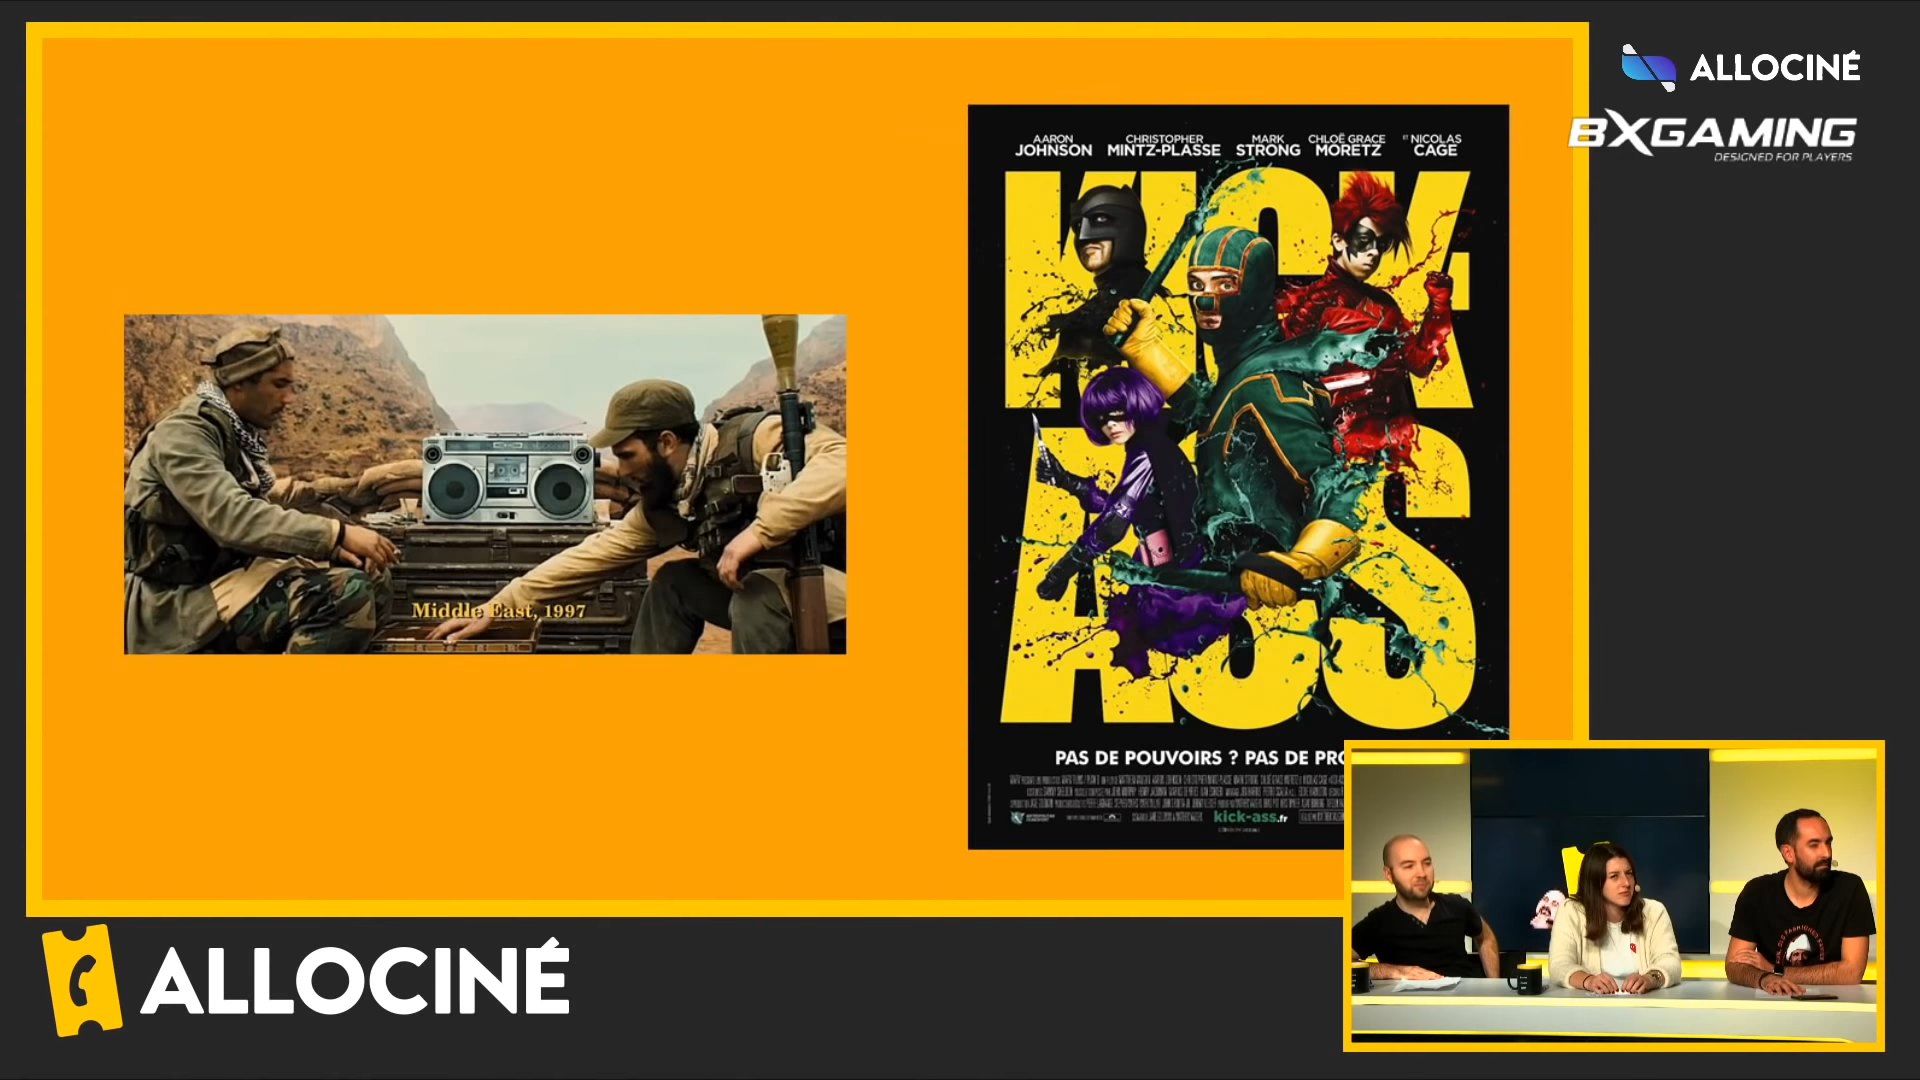 ALLOCINÉ
BXGAMING
DESIGNED FOR PLAYERS
AARON JOHNSON
CHRISTOPHER MINTZ-PLASSE
MARK STRONG
CHLOË GRACE MORETZ
ET NICOLAS CAGE
KICK
ASS
PAS DE POUVOIRS ? PAS DE PRO
kick-ass.fr
Middle East, 1997
ALLOCINÉ